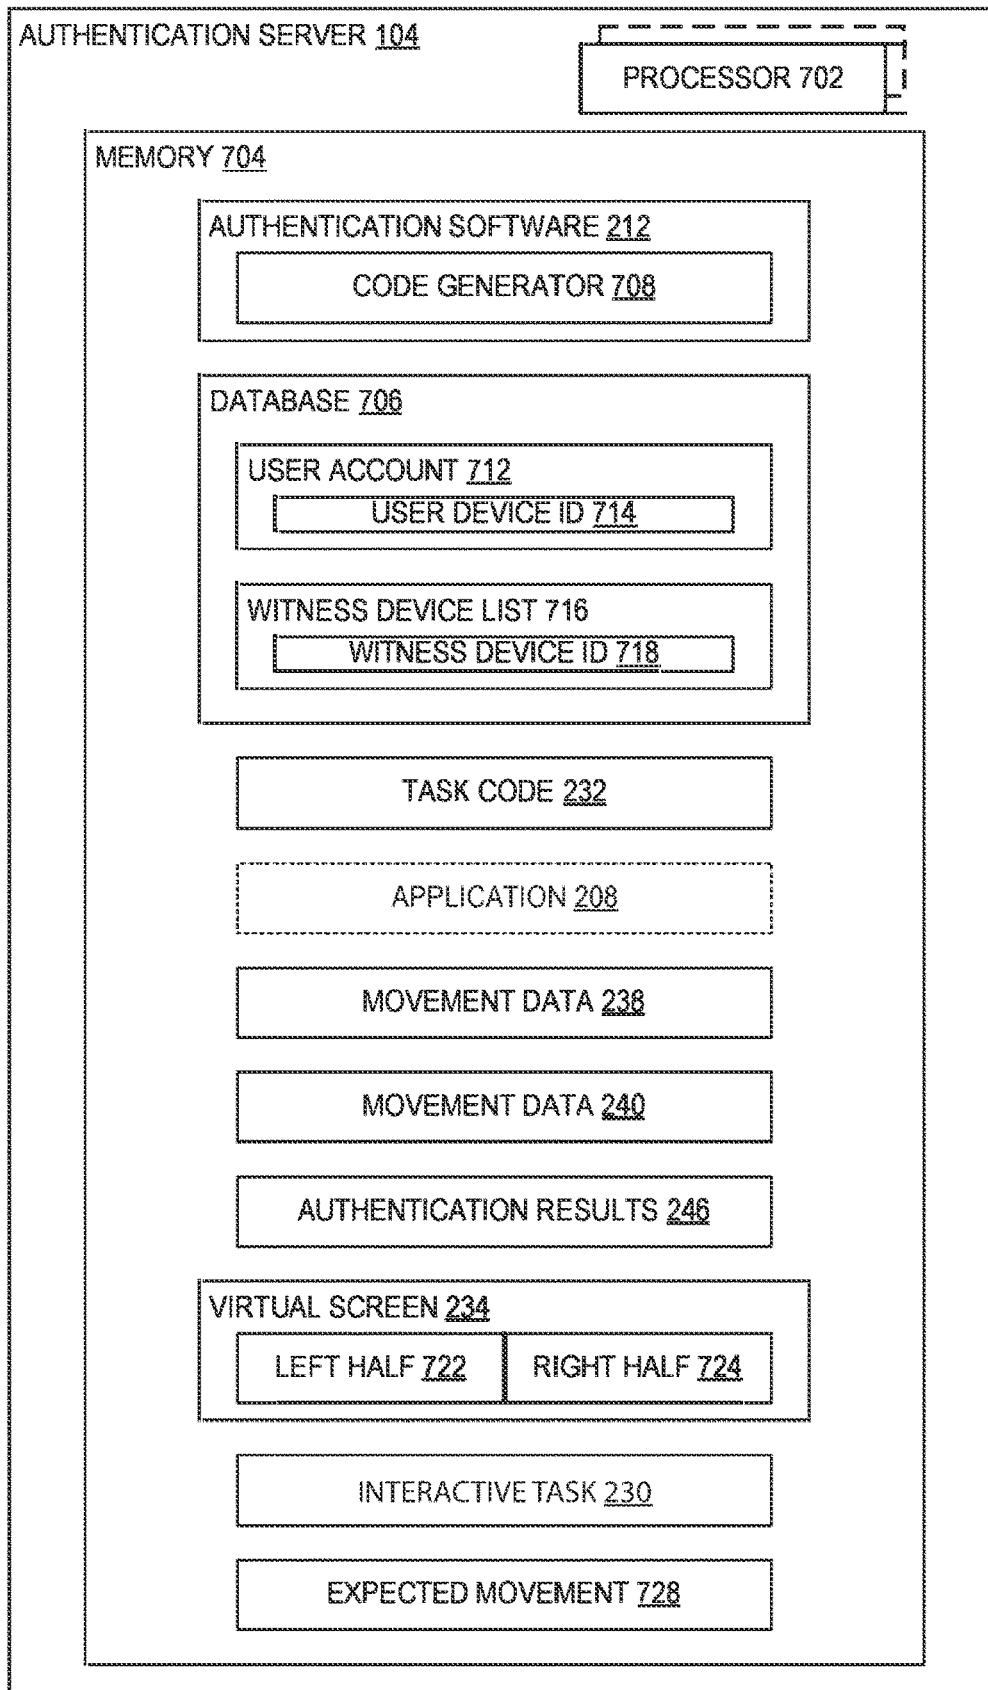 AUTHENTICATION SERVER 104
PROCESSOR 702
MEMORY 704
AUTHENTICATION SOFTWARE 212
CODE GENERATOR 708
DATABASE 706
USER ACCOUNT 712
USER DEVICE ID 714
WITNESS DEVICE LIST 716
WITNESS DEVICE ID 718
TASK CODE 232
APPLICATION 208
MOVEMENT DATA 238
MOVEMENT DATA 240
AUTHENTICATION RESULTS 246
VIRTUAL SCREEN 234
LEFT HALF 722
RIGHT HALF 724
INTERACTIVE TASK 230
EXPECTED MOVEMENT 728